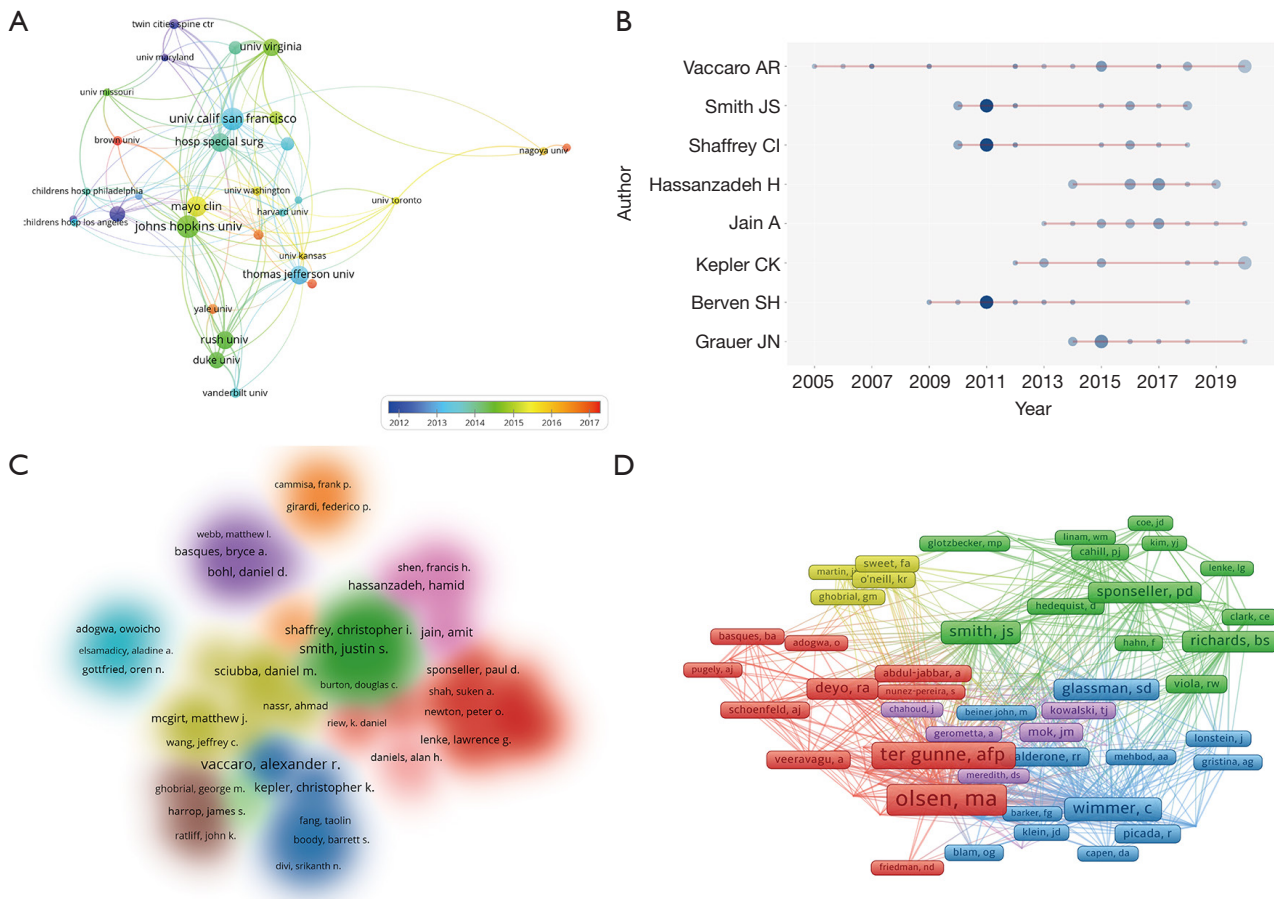 A
twin cities spine ctr
univ virginia
univ maryland
univ missouri
univ calif san francisco
brown univ
hosp special surg
nagoya univ
childrens hosp philadelphia
univ washington
mayo clin
harvard univ
univ toronto
childrens hosp los angeles
johns hopkins univ
univ kansas
thomas jefferson univ
yale univ
rush univ
duke univ
vanderbilt univ
2012 2013 2014 2015 2016 2017
B
Author
Vaccaro AR
Smith JS
Shaffrey CI
Hassanzadeh H
Jain A
Kepler CK
Berven SH
Grauer JN
2005 2007 2009 2011 2013 2015 2017 2019
Year
C
cammisa, frank p.
girardi, federico p.
webb, matthew l.
basques, bryce a.
bohl, daniel d.
shen, francis h.
hassanzadeh, hamid
adogwa, owoicho
elsamadicy, aladine a.
gottfried, oren n.
shaffrey, christopher i.
jain, amit
smith, justin s.
sciubba, daniel m.
sponseller, paul d.
burton, douglas c.
shah, suken a.
nassr, ahmad
newton, peter o.
mcgirt, matthew j.
riew, k. daniel
wang, jeffrey c.
lenke, lawrence g.
daniels, alan h.
vaccaro, alexander r.
ghobrial, george m.
kepler, christopher k.
harrop, james s.
fang, taolin
ratliff, john k.
boody, barrett s.
divi, srikanth n.
D
coe, jd
linam, wm
glotzbecker, mp
kim, yj
cahill, pj
sweet, fa
martin, j
o'neill, kr
lenke, lg
ghobrial, gm
sponseller, pd
hedequist, d
clark, ce
smith, js
basques, ba
adogwa, o
hahn, f
richards, bs
pugely, aj
abdul-jabbar, a
deyo, ra
nunez-pereira, s
glassman, sd
viola, rw
schoenfeld, aj
chahoud, j
beiner john, m
kowalski, tj
gerometta, a
mok, jm
lonstein, j
ter gunne, afp
alderone, rr
mehbod, aa
gristina, ag
veeravagu, a
meredith, ds
olsen, ma
wimmer, c
barker, fg
klein, jd
picada, r
blam, og
capen, da
friedman, nd